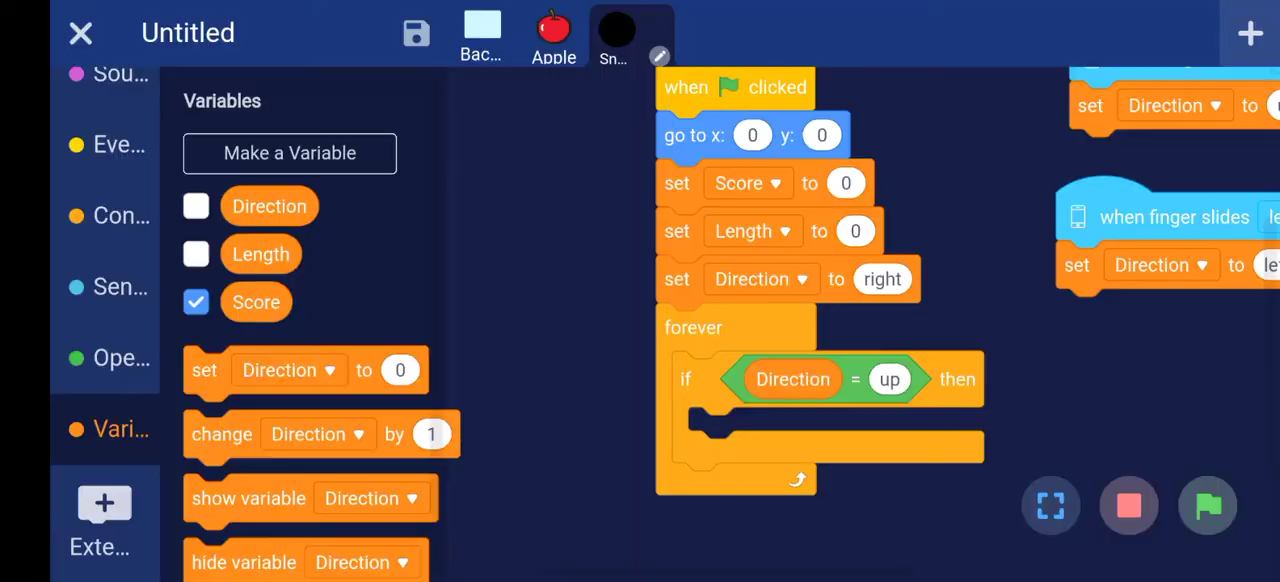 Untitled
Bac...
Apple
Sn...
Sou...
Eve...
Con...
Sen...
Ope...
Vari...
Exte...
Variables
Make a Variable
Direction
Length
Score
set Direction to 0
change Direction by 1
show variable Direction
hide variable Direction
when clicked
go to x: 0 y: 0
set Score to 0
set Length to 0
set Direction to right
forever
if Direction = up then
set Direction to
when finger slides le
set Direction to le